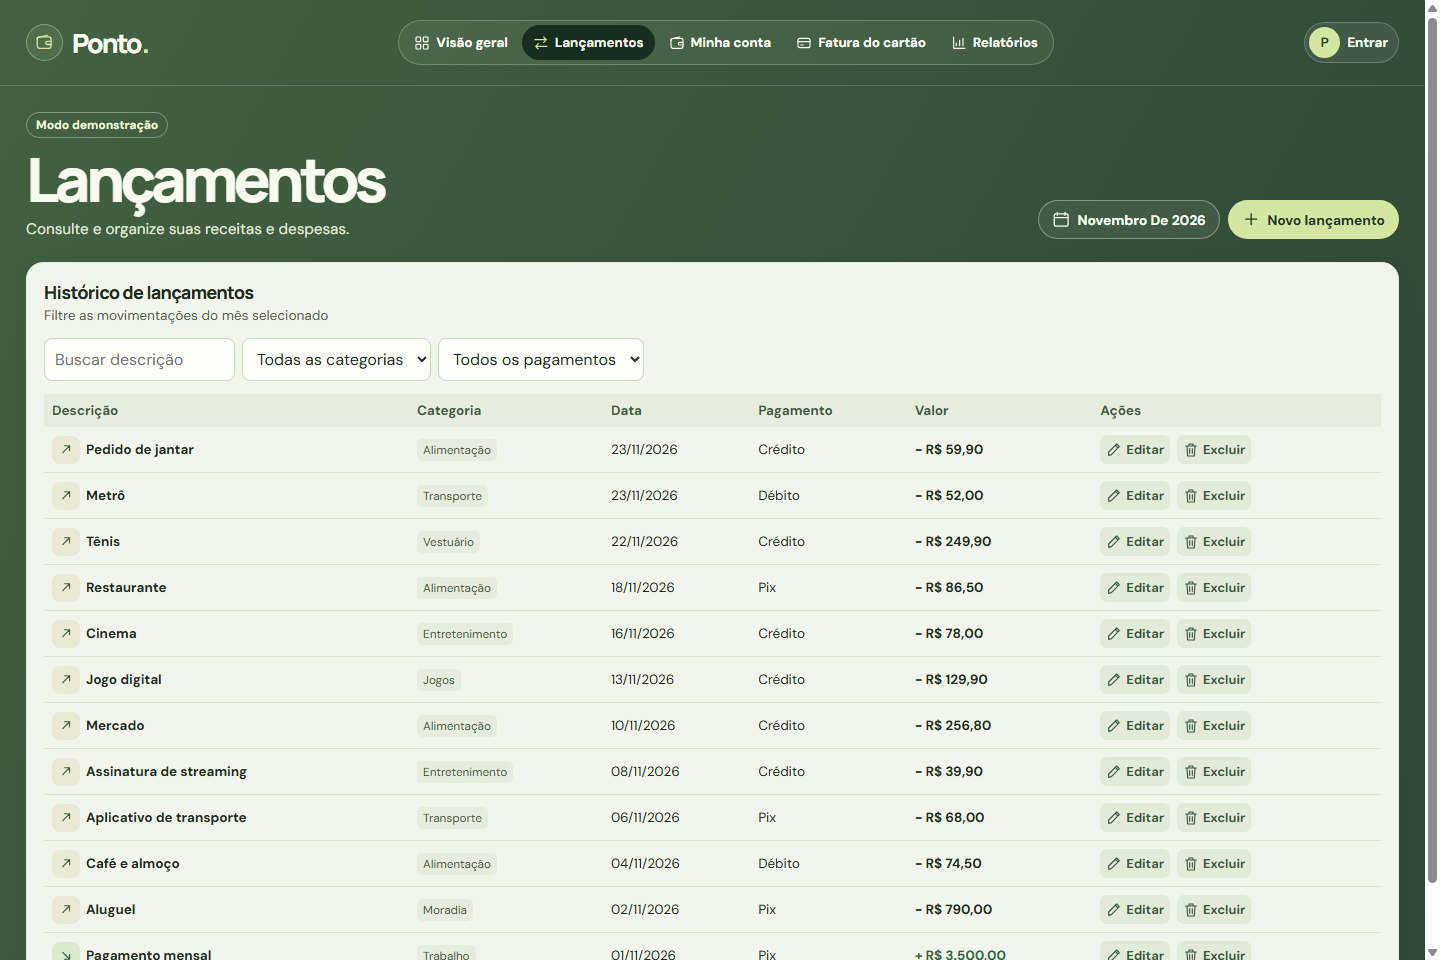 Ponto.
Visão geral
Lançamentos
Minha conta
Fatura do cartão
Relatórios
P Entrar
Modo demonstração
Lançamentos
Consulte e organize suas receitas e despesas.
Novembro De 2026
Novo lançamento
Histórico de lançamentos
Filtre as movimentações do mês selecionado
Buscar descrição
Todas as categorias
Todos os pagamentos
Descrição Categoria Data Pagamento Valor Ações
Pedido de jantar Alimentação 23/11/2026 Crédito - R$ 59,90 Editar Excluir
Metrô Transporte 23/11/2026 Débito - R$ 52,00 Editar Excluir
Tênis Vestuário 22/11/2026 Crédito - R$ 249,90 Editar Excluir
Restaurante Alimentação 18/11/2026 Pix - R$ 86,50 Editar Excluir
Cinema Entretenimento 16/11/2026 Crédito - R$ 78,00 Editar Excluir
Jogo digital Jogos 13/11/2026 Crédito - R$ 129,90 Editar Excluir
Mercado Alimentação 10/11/2026 Crédito - R$ 256,80 Editar Excluir
Assinatura de streaming Entretenimento 08/11/2026 Crédito - R$ 39,90 Editar Excluir
Aplicativo de transporte Transporte 06/11/2026 Pix - R$ 68,00 Editar Excluir
Café e almoço Alimentação 04/11/2026 Débito - R$ 74,50 Editar Excluir
Aluguel Moradia 02/11/2026 Pix - R$ 790,00 Editar Excluir
Pagamento mensal Trabalho 01/11/2026 Pix + R$ 3.500,00 Editar Excluir